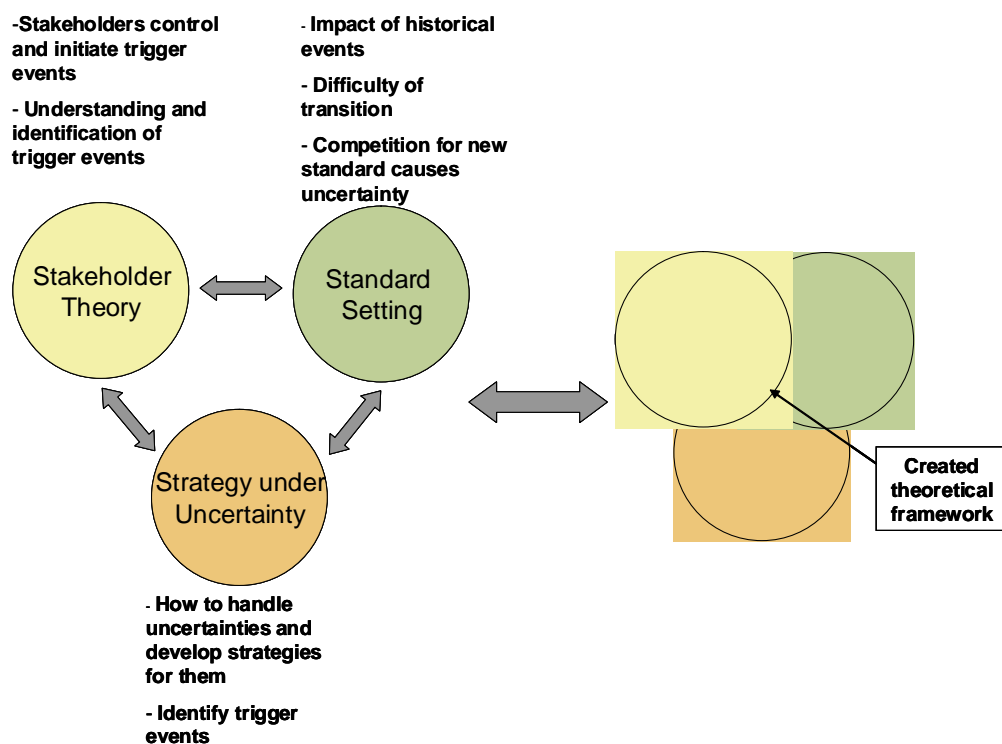 -Stakeholders control
and initiate trigger
events
- Understanding and
identification of
trigger events
- Impact of historical
events
- Difficulty of
transition
- Competition for new
standard causes
uncertainty
Stakeholder
Theory
Standard
Setting
Strategy under
Uncertainty
- How to handle
uncertainties and
develop strategies
for them
- Identify trigger
events
Created
theoretical
framework